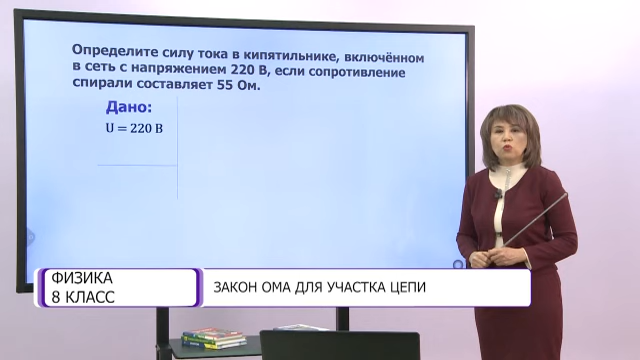 Определите силу тока в кипятильнике, включённом
в сеть с напряжением 220 В, если сопротивление
спирали составляет 55 Ом.
Дано:
U = 220 В
ФИЗИКА
8 КЛАСС
ЗАКОН ОМА ДЛЯ УЧАСТКА ЦЕПИ